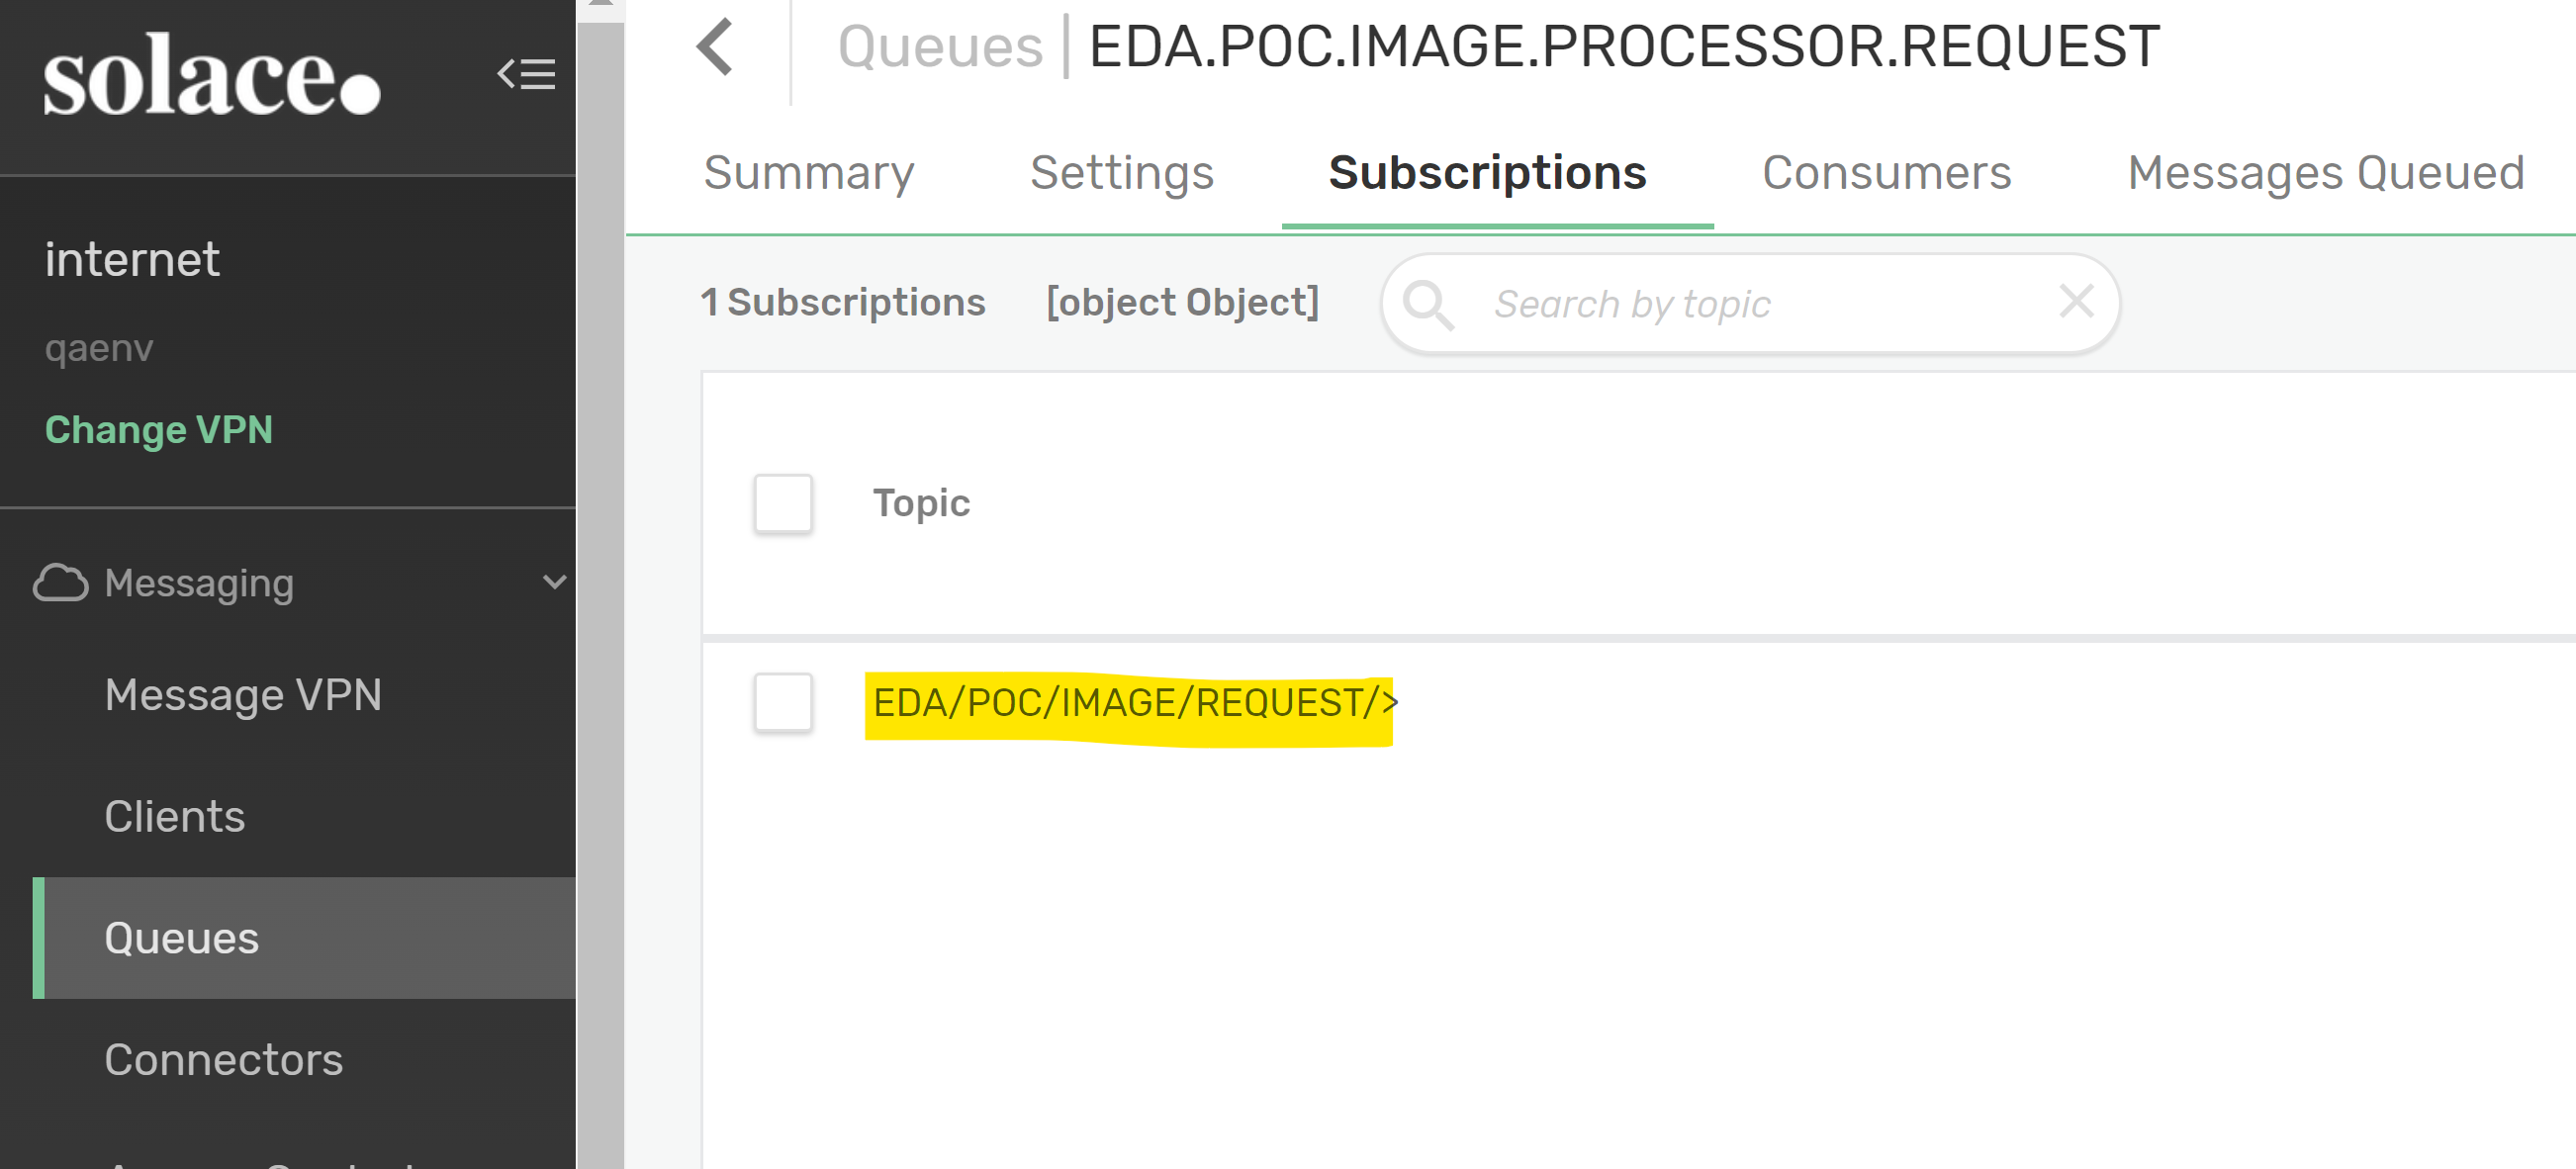 solace.
internet
qaenv
Change VPN
Messaging
Message VPN
Clients
Queues
Connectors
Queues | EDA.POC.IMAGE.PROCESSOR.REQUEST
Summary Settings Subscriptions Consumers Messages Queued
1 Subscriptions [object Object] Search by topic
Topic
EDA/POC/IMAGE/REQUEST/>